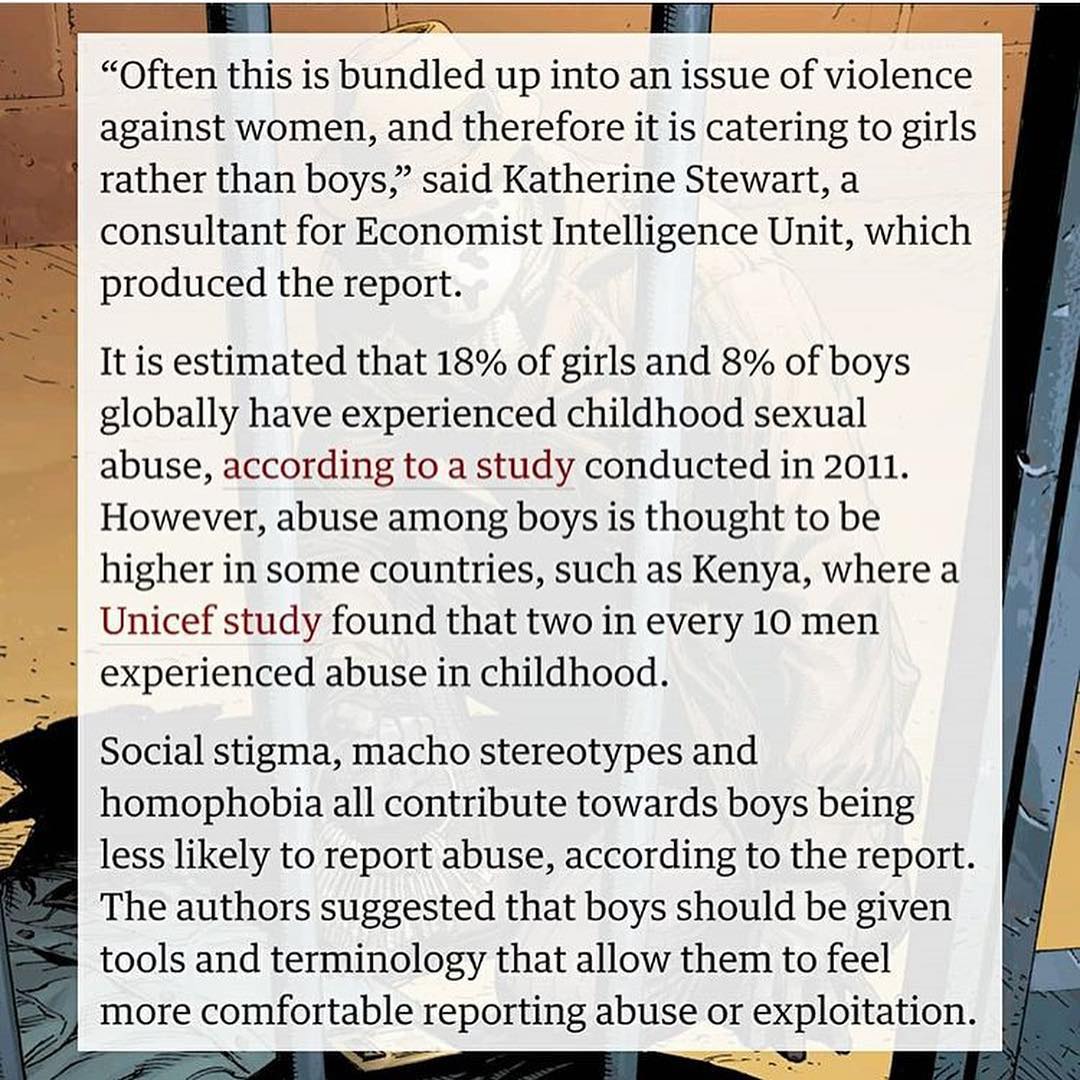 “Often this is bundled up into an issue of violence
against women, and therefore it is catering to girls
rather than boys,” said Katherine Stewart, a
consultant for Economist Intelligence Unit, which
produced the report.
It is estimated that 18% of girls and 8% of boys
globally have experienced childhood sexual
abuse, according to a study conducted in 2011.
However, abuse among boys is thought to be
higher in some countries, such as Kenya, where a
Unicef study found that two in every 10 men
experienced abuse in childhood.
Social stigma, macho stereotypes and
homophobia all contribute towards boys being
less likely to report abuse, according to the report.
The authors suggested that boys should be given
tools and terminology that allow them to feel
more comfortable reporting abuse or exploitation.